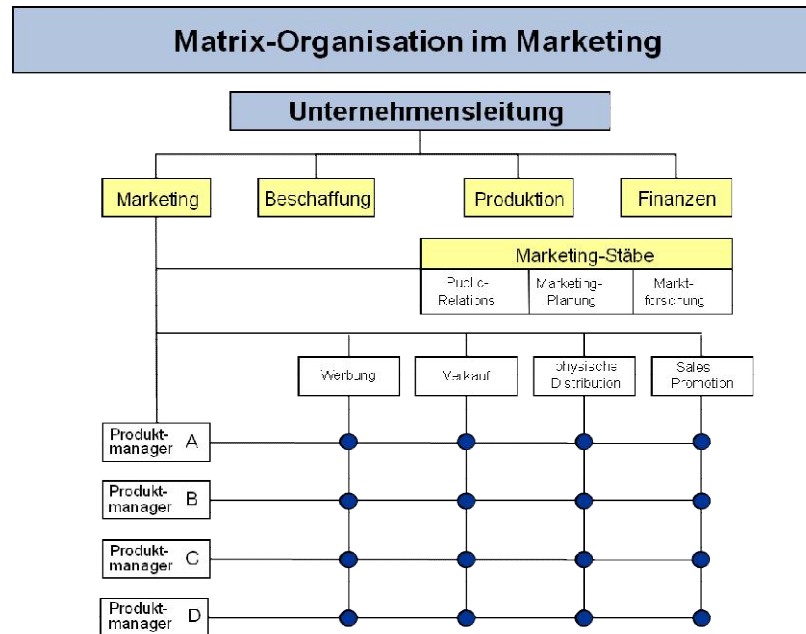 Matrix-Organisation im Marketing
Unternehmensleitung
Marketing
Beschaffung
Produktion
Finanzen
Marketing-Stäbe
Public-
Relations
Marketing-
Planung
Markt-
forschung
Werbung
Verkauf
physische
Distribution
Sales
Promotion
Produkt-
manager A
Produkt-
manager B
Produkt-
manager C
Produkt-
manager D